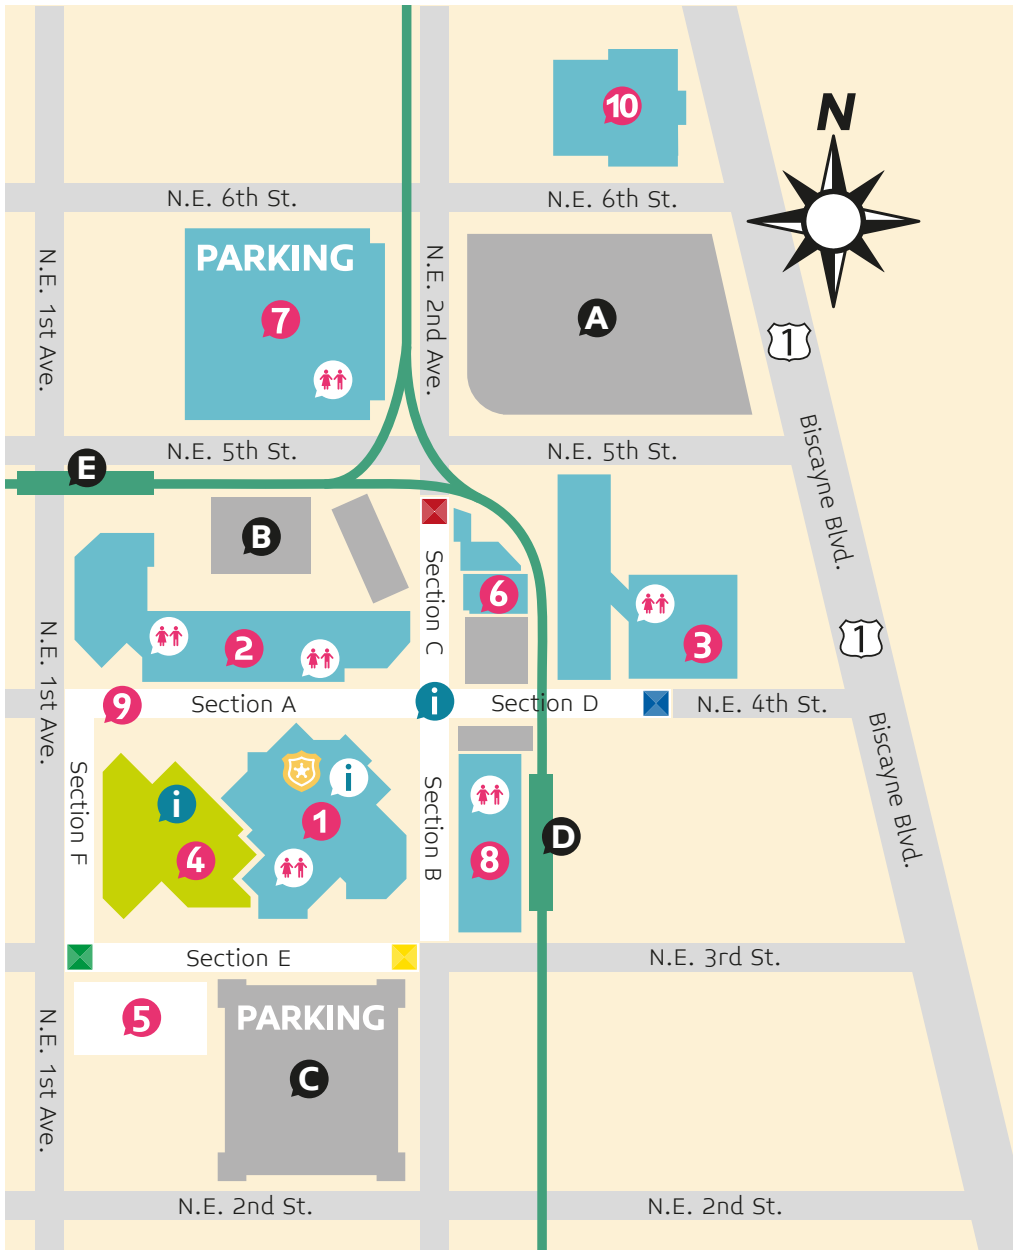 10
N
N.E. 6th St.
N.E. 6th St.
PARKING
7
N.E. 1st Ave.
N.E. 2nd Ave.
A
1
N.E. 5th St.
N.E. 5th St.
Biscayne Blvd.
E
B
Section C
6
2
3
1
N.E. 1st Ave.
9
Section A
i
Section D
N.E. 4th St.
Biscayne Blvd.
Section F
i
4
i
1
Section B
8
D
Section E
N.E. 3rd St.
5
PARKING
C
N.E. 1st Ave.
N.E. 2nd St.
N.E. 2nd St.